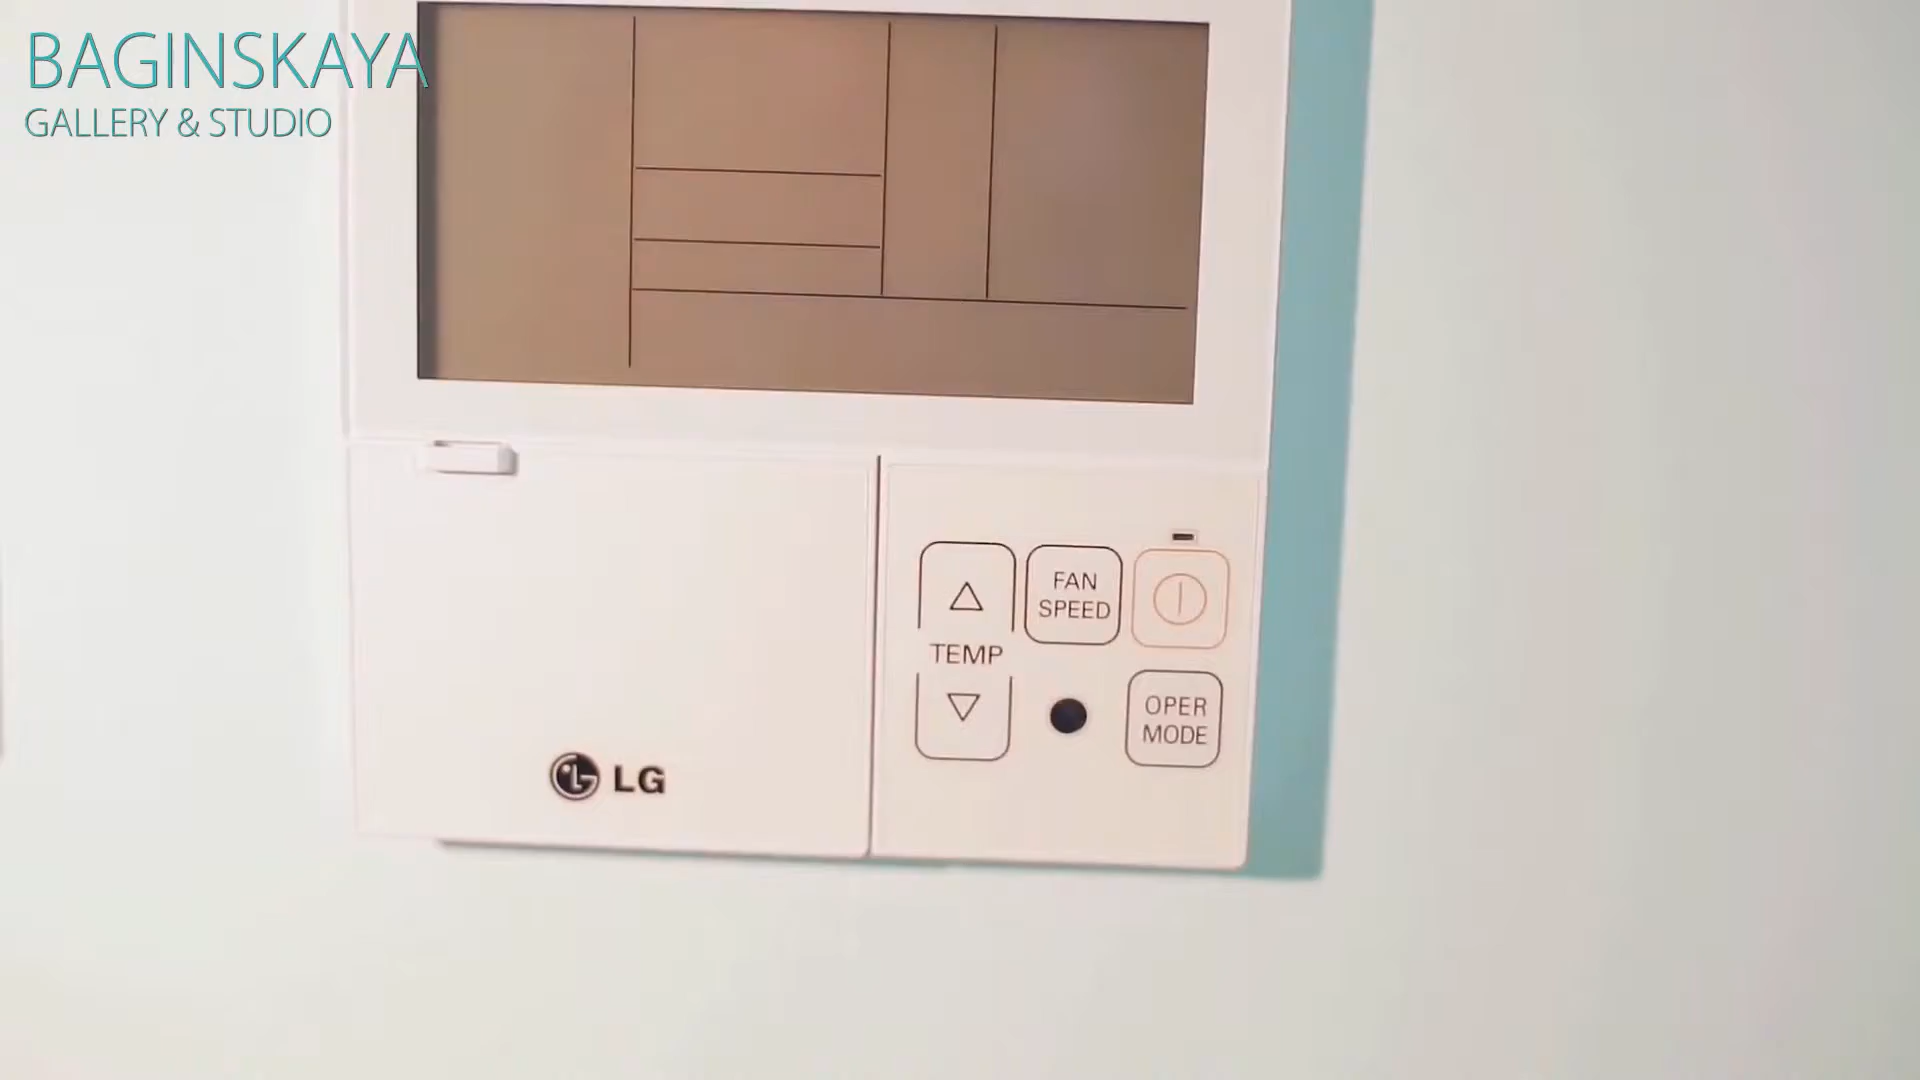 BAGINSKAYA
GALLERY & STUDIO
FAN
SPEED
TEMP
OPER
MODE
LG